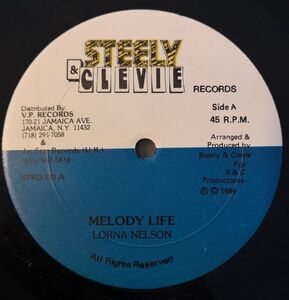 STEELY
& CLEVIE
RECORDS
Distributed By:
V.P. RECORDS
170-21 JAMAICA AVE.
JAMAICA, N.Y. 11432
(718) 291-7058
&
Records (U.K.)
Side A
45 R.P.M.
Arranged &
Produced by
Steely & Clevie
For
S & C
Productions
℗ © 1989
MELODY LIFE
LORNA NELSON
All Rights Reserved